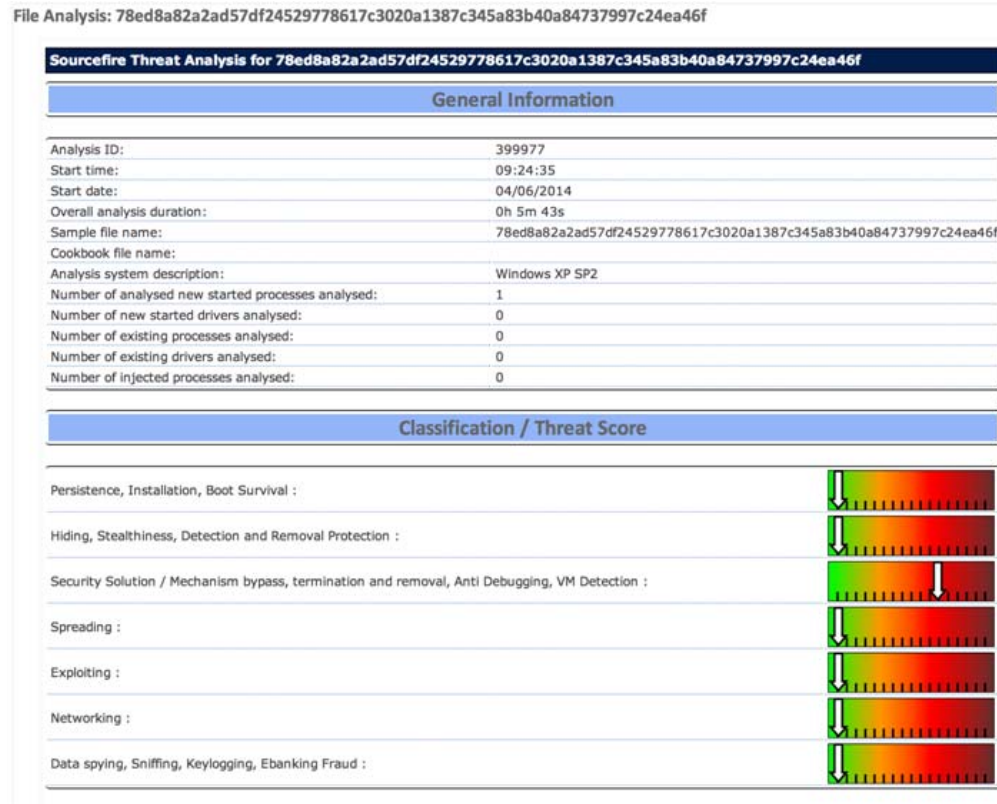 File Analysis: 78ed8a82a2ad57df24529778617c3020a1387c345a83b40a84737997c24ea46f
Sourcefire Threat Analysis for 78ed8a82a2ad57df24529778617c3020a1387c345a83b40a84737997c24ea46f
General Information
Analysis ID: 399977
Start time: 09:24:35
Start date: 04/06/2014
Overall analysis duration: 0h 5m 43s
Sample file name: 78ed8a82a2ad57df24529778617c3020a1387c345a83b40a84737997c24ea46f
Cookbook file name:
Analysis system description: Windows XP SP2
Number of analysed new started processes analysed: 1
Number of new started drivers analysed: 0
Number of existing processes analysed: 0
Number of existing drivers analysed: 0
Number of injected processes analysed: 0
Classification / Threat Score
Persistence, Installation, Boot Survival :
Hiding, Stealthiness, Detection and Removal Protection :
Security Solution / Mechanism bypass, termination and removal, Anti Debugging, VM Detection :
Spreading :
Exploiting :
Networking :
Data spying, Sniffing, Keylogging, Ebanking Fraud :